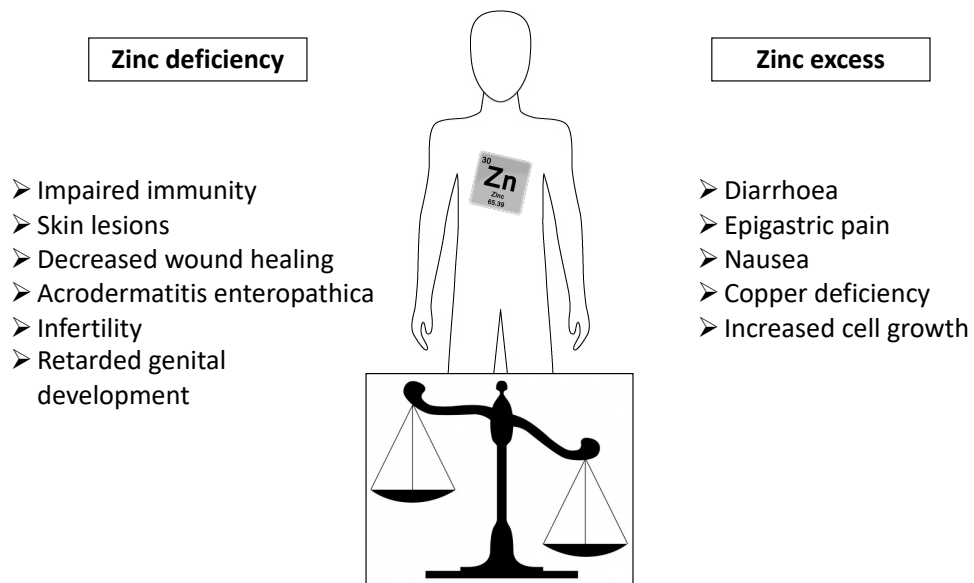 Zinc deficiency
Zinc excess
➢ Impaired immunity
➢ Skin lesions
➢ Decreased wound healing
➢ Acrodermatitis enteropathica
➢ Infertility
➢ Retarded genital
development
30
Zn
Zinc
65.39
➢ Diarrhoea
➢ Epigastric pain
➢ Nausea
➢ Copper deficiency
➢ Increased cell growth